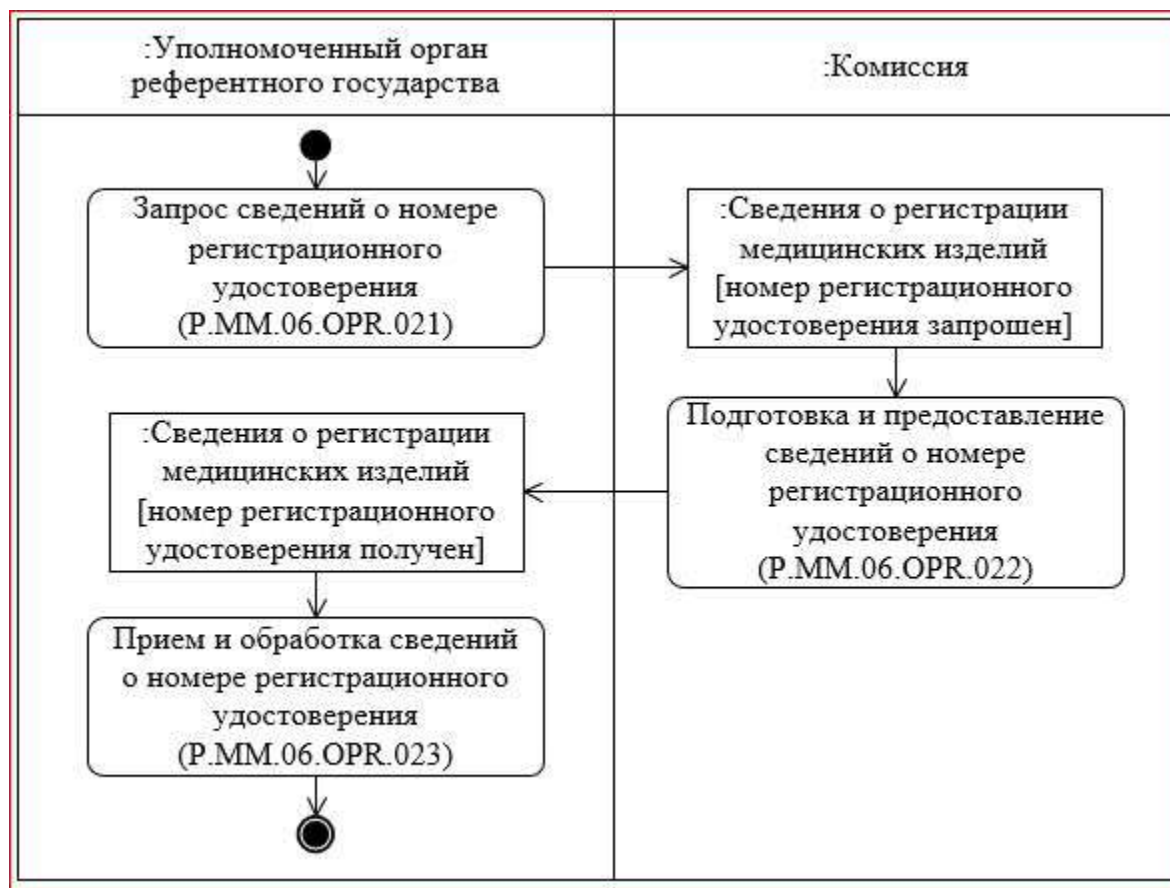 :Уполномоченный орган
референтного государства
:Комиссия
Запрос сведений о номере
регистрационного
удостоверения
(P.MM.06.OPR.021)
:Сведения о регистрации
медицинских изделий
[номер регистрационного
удостоверения запрошен]
Подготовка и предоставление
сведений о номере
регистрационного
удостоверения
(P.MM.06.OPR.022)
:Сведения о регистрации
медицинских изделий
[номер регистрационного
удостоверения получен]
Прием и обработка сведений
о номере регистрационного
удостоверения
(P.MM.06.OPR.023)